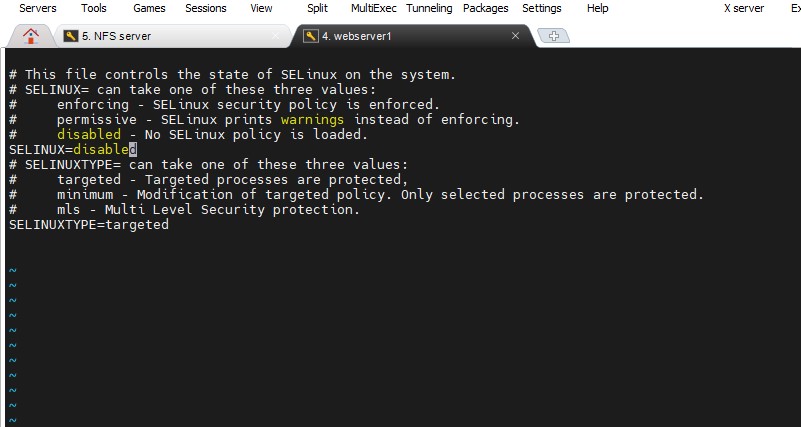 Servers Tools Games Sessions View Split MultiExec Tunneling Packages Settings Help X server Ex
5. NFS server 4. webserver1
# This file controls the state of SELinux on the system.
# SELINUX= can take one of these three values:
#     enforcing - SELinux security policy is enforced.
#     permissive - SELinux prints warnings instead of enforcing.
#     disabled - No SELinux policy is loaded.
SELINUX=disabled
# SELINUXTYPE= can take one of these three values:
#     targeted - Targeted processes are protected,
#     minimum - Modification of targeted policy. Only selected processes are protected.
#     mls - Multi Level Security protection.
SELINUXTYPE=targeted
~
~
~
~
~
~
~
~
~
~
~